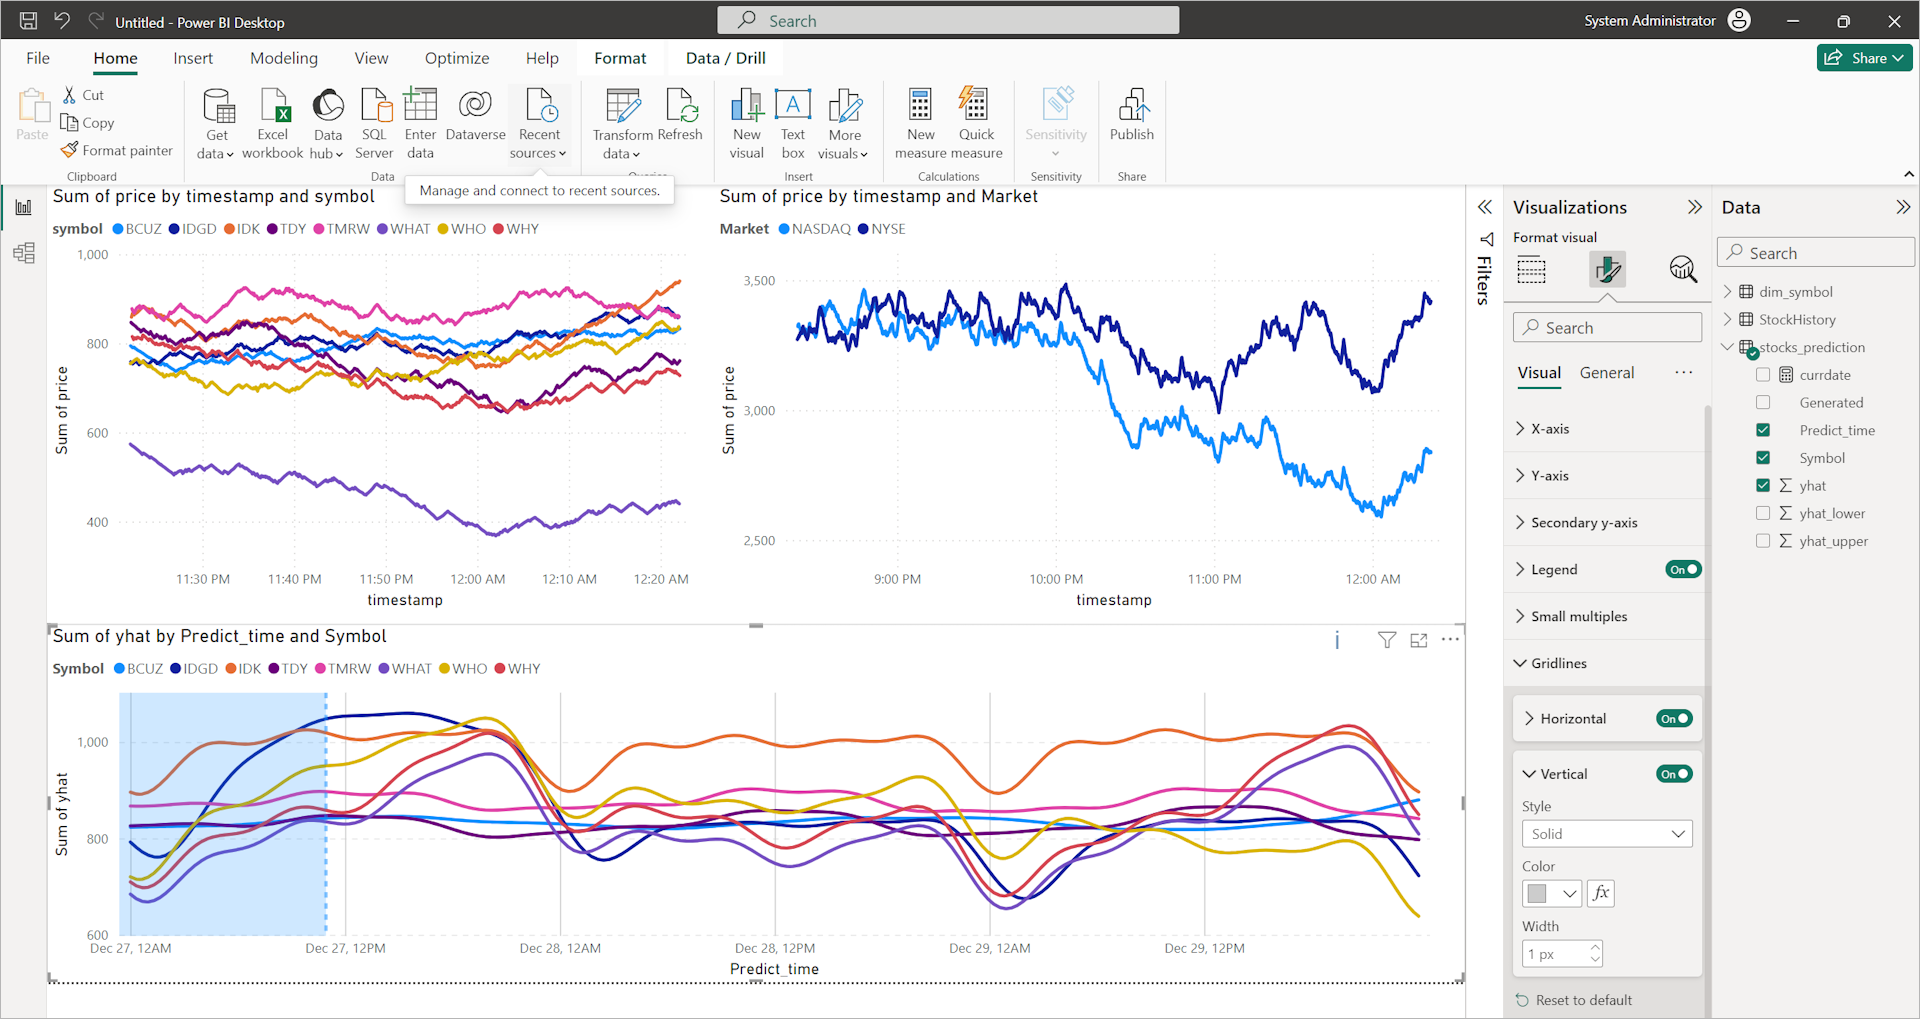 Untitled - Power BI Desktop
Search
System Administrator
File
Home
Insert
Modeling
View
Optimize
Help
Format
Data / Drill
Share
Paste
Cut
Copy
Format painter
Clipboard
Get data
Excel workbook
Data hub
SQL Server
Enter data
Dataverse
Recent sources
Data
Transform data
Refresh
New visual
Text box
A
More visuals
Insert
New measure
Quick measure
Calculations
Sensitivity
Sensitivity
Publish
Share
Manage and connect to recent sources.
Sum of price by timestamp and symbol
symbol BCUZ IDGD IDK TDY TMRW WHAT WHO WHY
1,000
800
600
400
Sum of price
11:30 PM 11:40 PM 11:50 PM 12:00 AM 12:10 AM 12:20 AM
timestamp
Sum of price by timestamp and Market
Market NASDAQ NYSE
3,500
3,000
2,500
Sum of price
9:00 PM 10:00 PM 11:00 PM 12:00 AM
timestamp
Sum of yhat by Predict_time and Symbol
Symbol BCUZ IDGD IDK TDY TMRW WHAT WHO WHY
1,000
800
600
Sum of yhat
Dec 27, 12AM Dec 27, 12PM Dec 28, 12AM Dec 28, 12PM Dec 29, 12AM Dec 29, 12PM
Predict_time
Filters
Visualizations
Format visual
Search
Visual General
X-axis
Y-axis
Secondary y-axis
Legend On
Small multiples
Gridlines
Horizontal On
Vertical On
Style
Solid
Color
fx
Width
1 px
Reset to default
Data
Search
dim_symbol
StockHistory
stocks_prediction
currdate
Generated
Predict_time
Symbol
∑ yhat
∑ yhat_lower
∑ yhat_upper